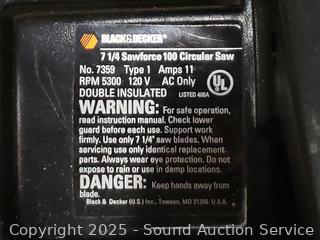 BLACK&DECKER
7 1/4 Sawforce 100 Circular Saw
No. 7359 Type 1 Amps 11
RPM 5300 120 V AC Only
DOUBLE INSULATED
UL
LISTED 400A
WARNING: For safe operation,
read instruction manual. Check lower
guard before each use. Support work
firmly. Use only 7 1/4" saw blades. When
servicing use only identical replacement
parts. Always wear eye protection. Do not
expose to rain or use in damp locations.
DANGER: Keep hands away from
blade.
Black & Decker (U.S.) Inc., Towson, MD 21286 U.S.A.
Copyright 2025 - Sound Auction Service